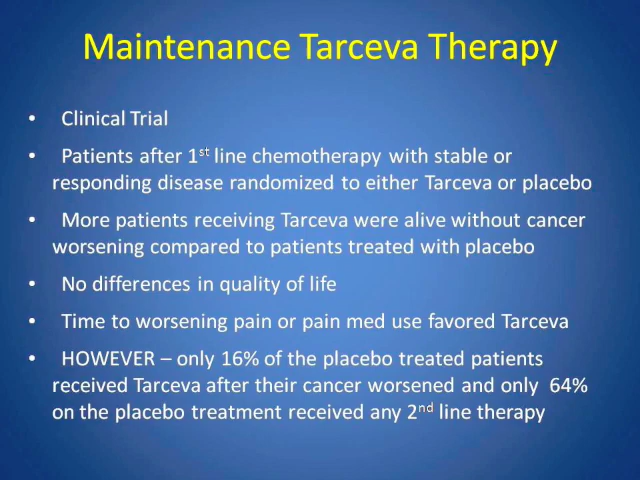 Maintenance Tarceva Therapy
• Clinical Trial
• Patients after 1st line chemotherapy with stable or
responding disease randomized to either Tarceva or placebo
• More patients receiving Tarceva were alive without cancer
worsening compared to patients treated with placebo
• No differences in quality of life
• Time to worsening pain or pain med use favored Tarceva
• HOWEVER – only 16% of the placebo treated patients
received Tarceva after their cancer worsened and only 64%
on the placebo treatment received any 2nd line therapy